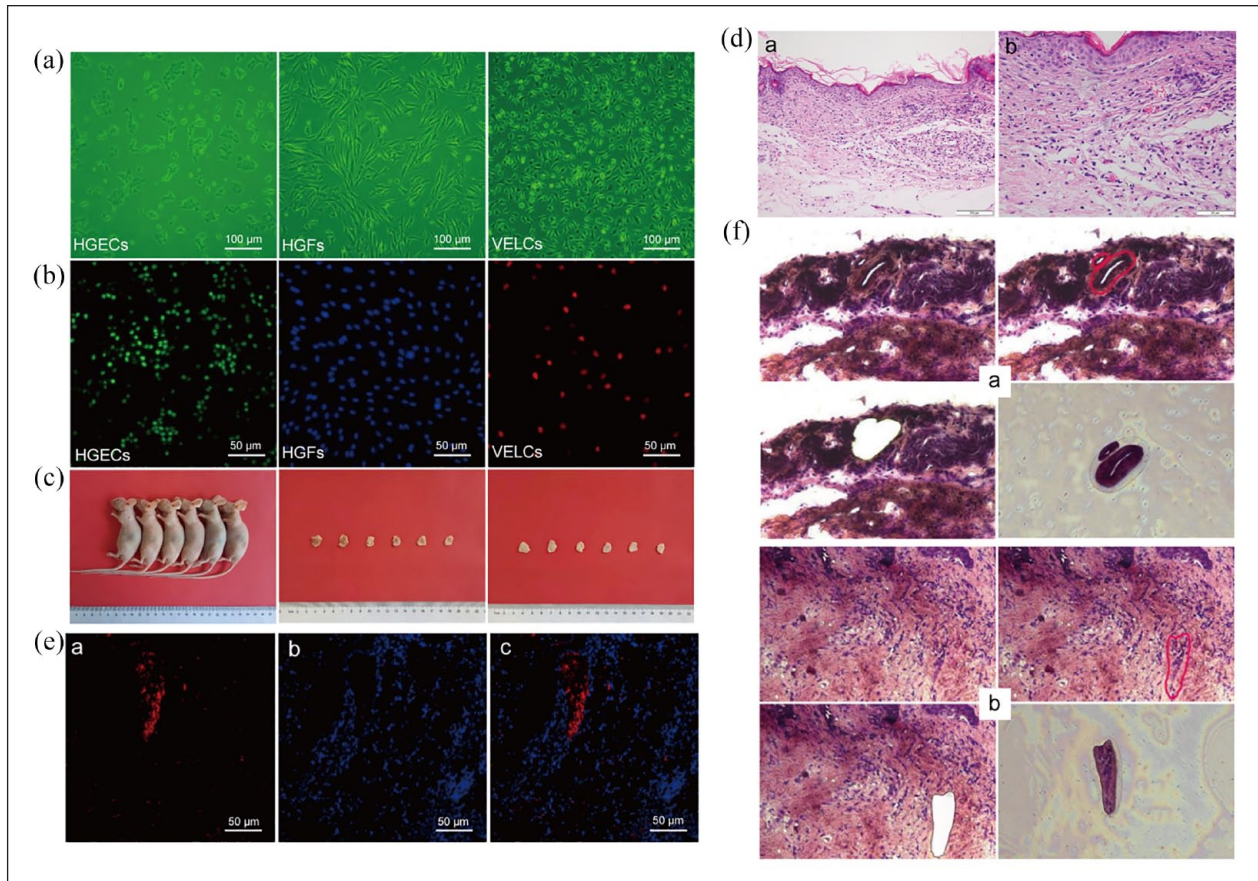 (a)
HGECs
100 µm
HGFs
100 µm
VELCs
100 µm
(b)
HGECs
50 µm
HGFs
50 µm
VELCs
50 µm
(c)
(e)
a
50 µm
b
50 µm
c
50 µm
(d)
a
b
(f)
a
b